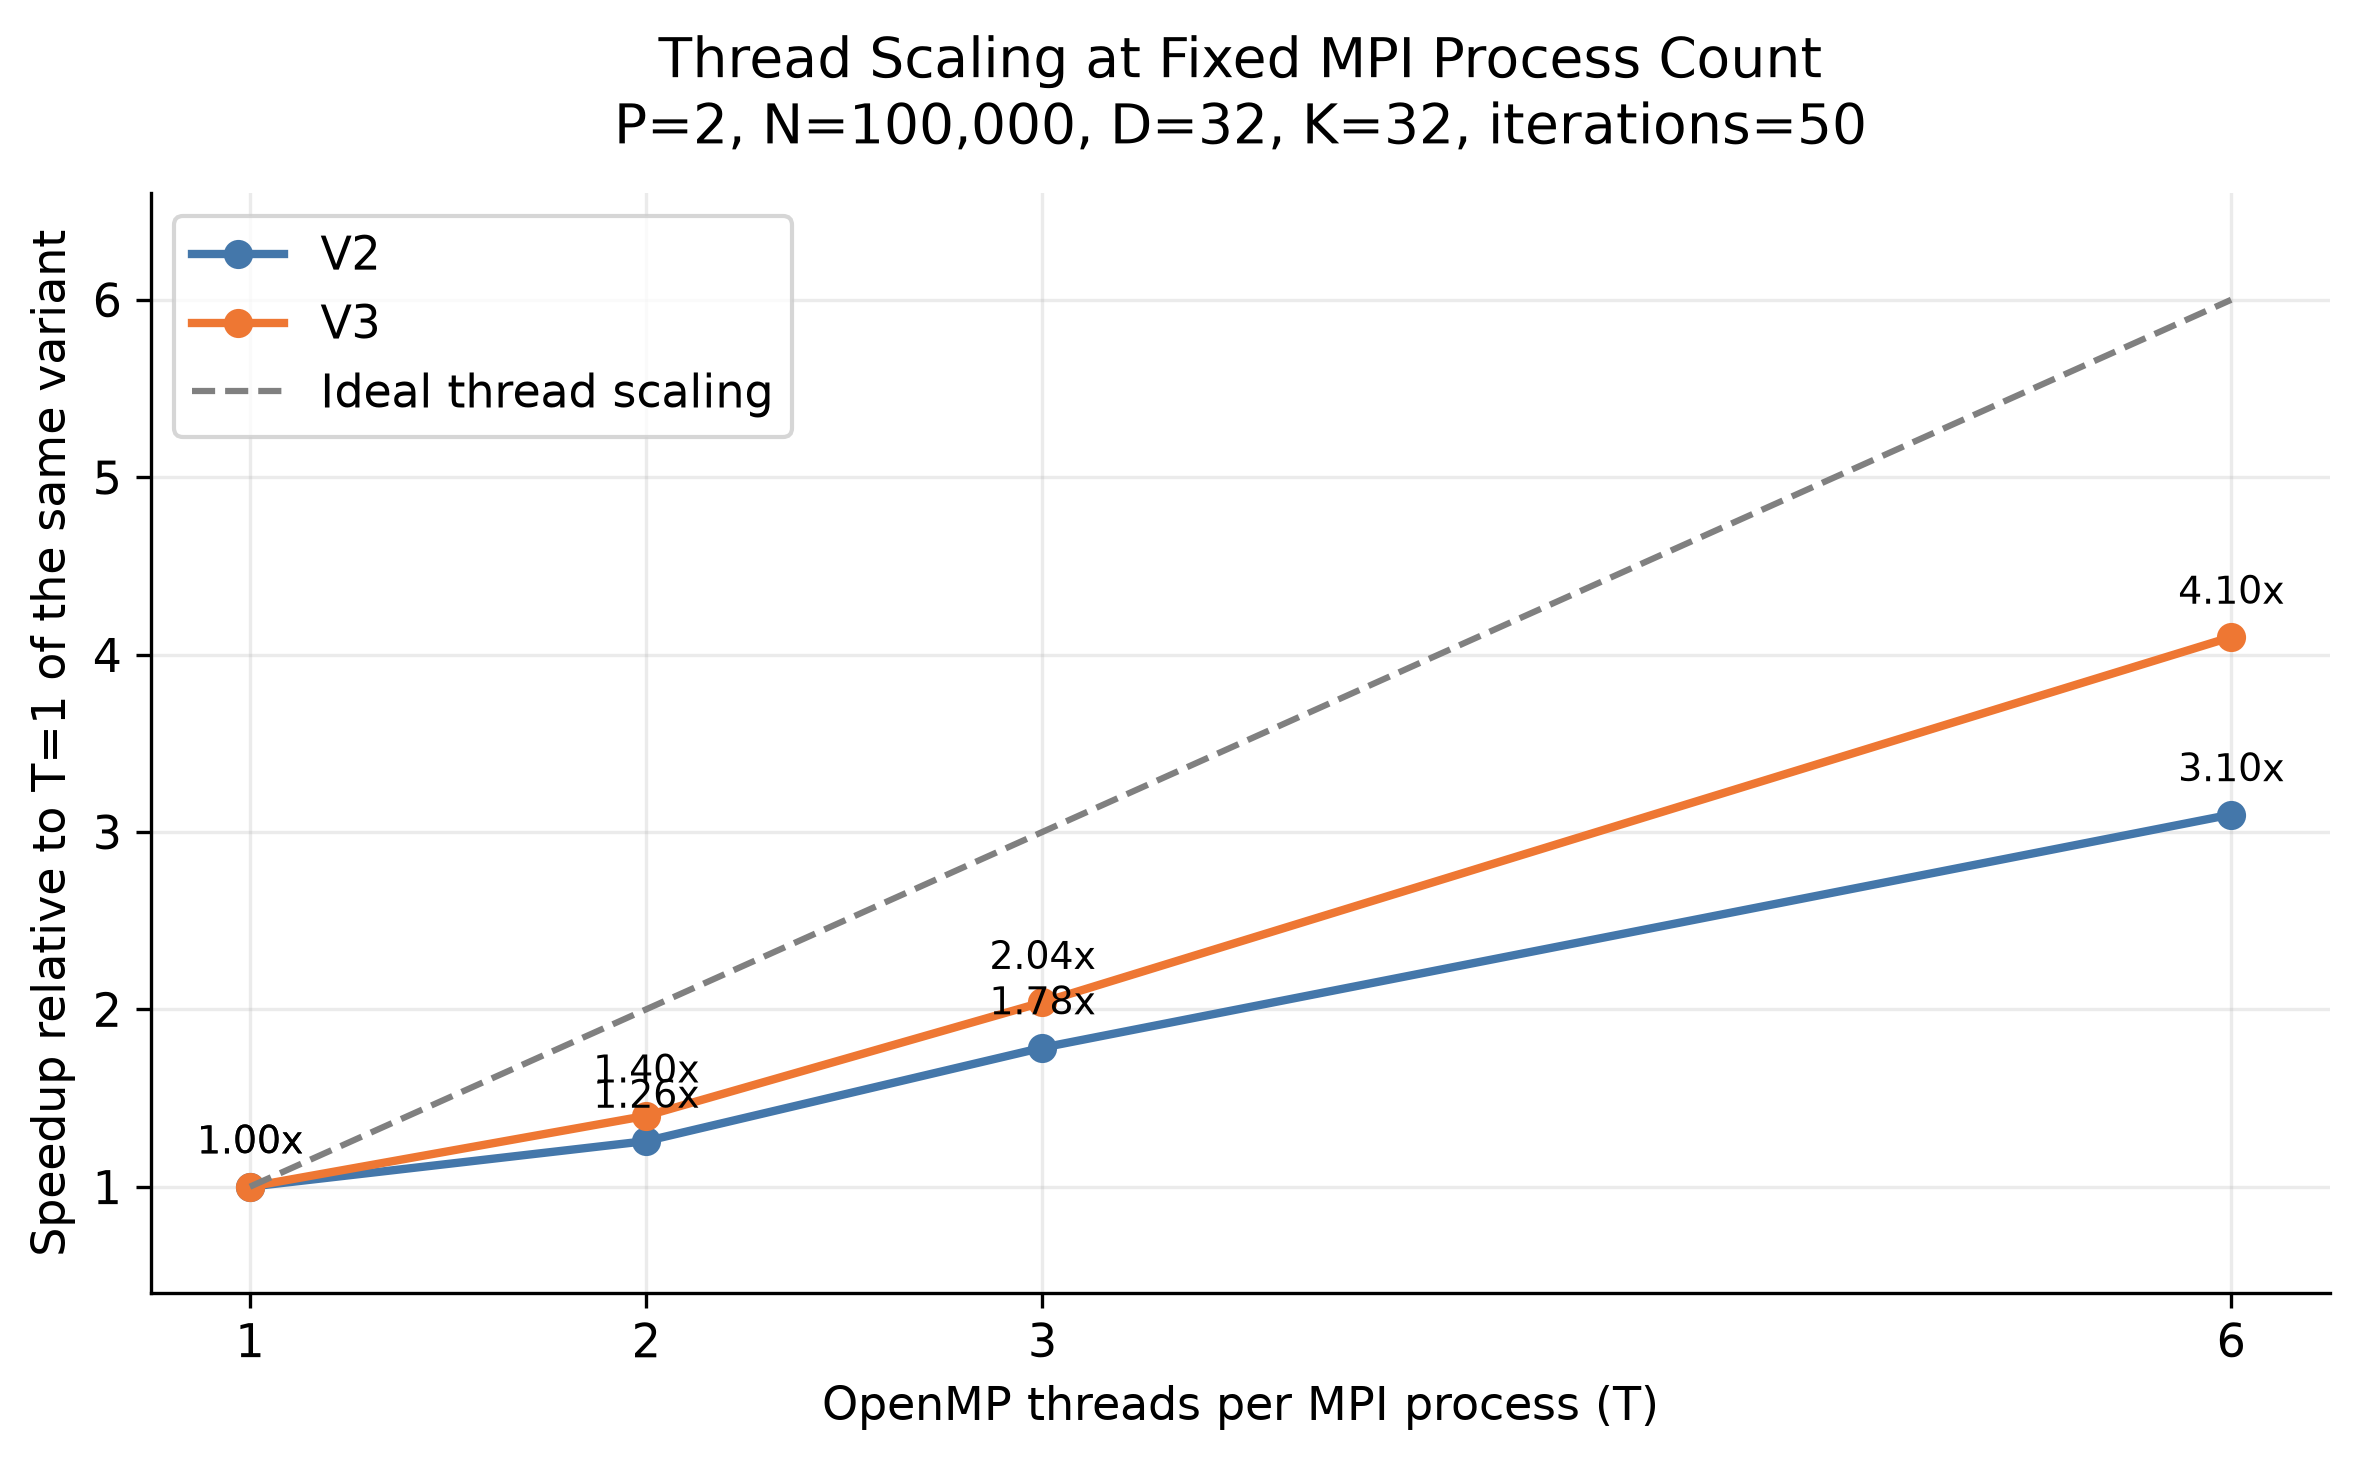 Thread Scaling at Fixed MPI Process Count
P=2, N=100,000, D=32, K=32, iterations=50
Speedup relative to T=1 of the same variant
V2
V3
Ideal thread scaling
6
5
4
3
2
1
4.10x
3.10x
2.04x
1.78x
1.40x
1.26x
1.00x
1
2
3
6
OpenMP threads per MPI process (T)